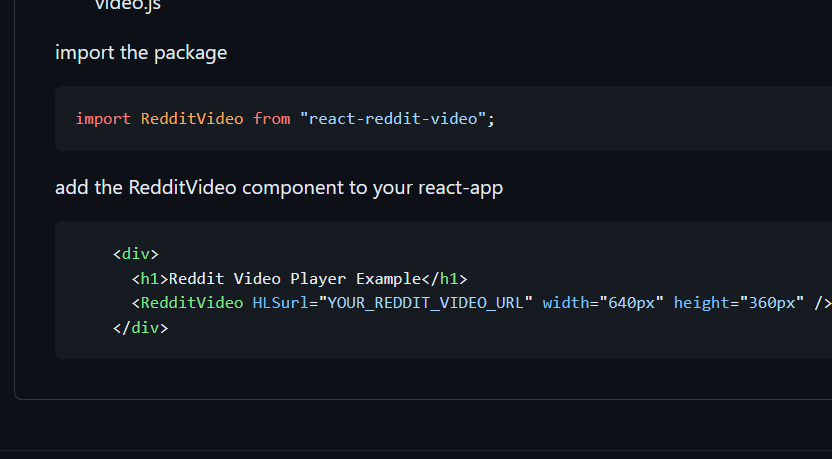 video.js
import the package
import RedditVideo from "react-reddit-video";
add the RedditVideo component to your react-app
<div>
<h1>Reddit Video Player Example</h1>
<RedditVideo HLSurl="YOUR_REDDIT_VIDEO_URL" width="640px" height="360px" />
</div>